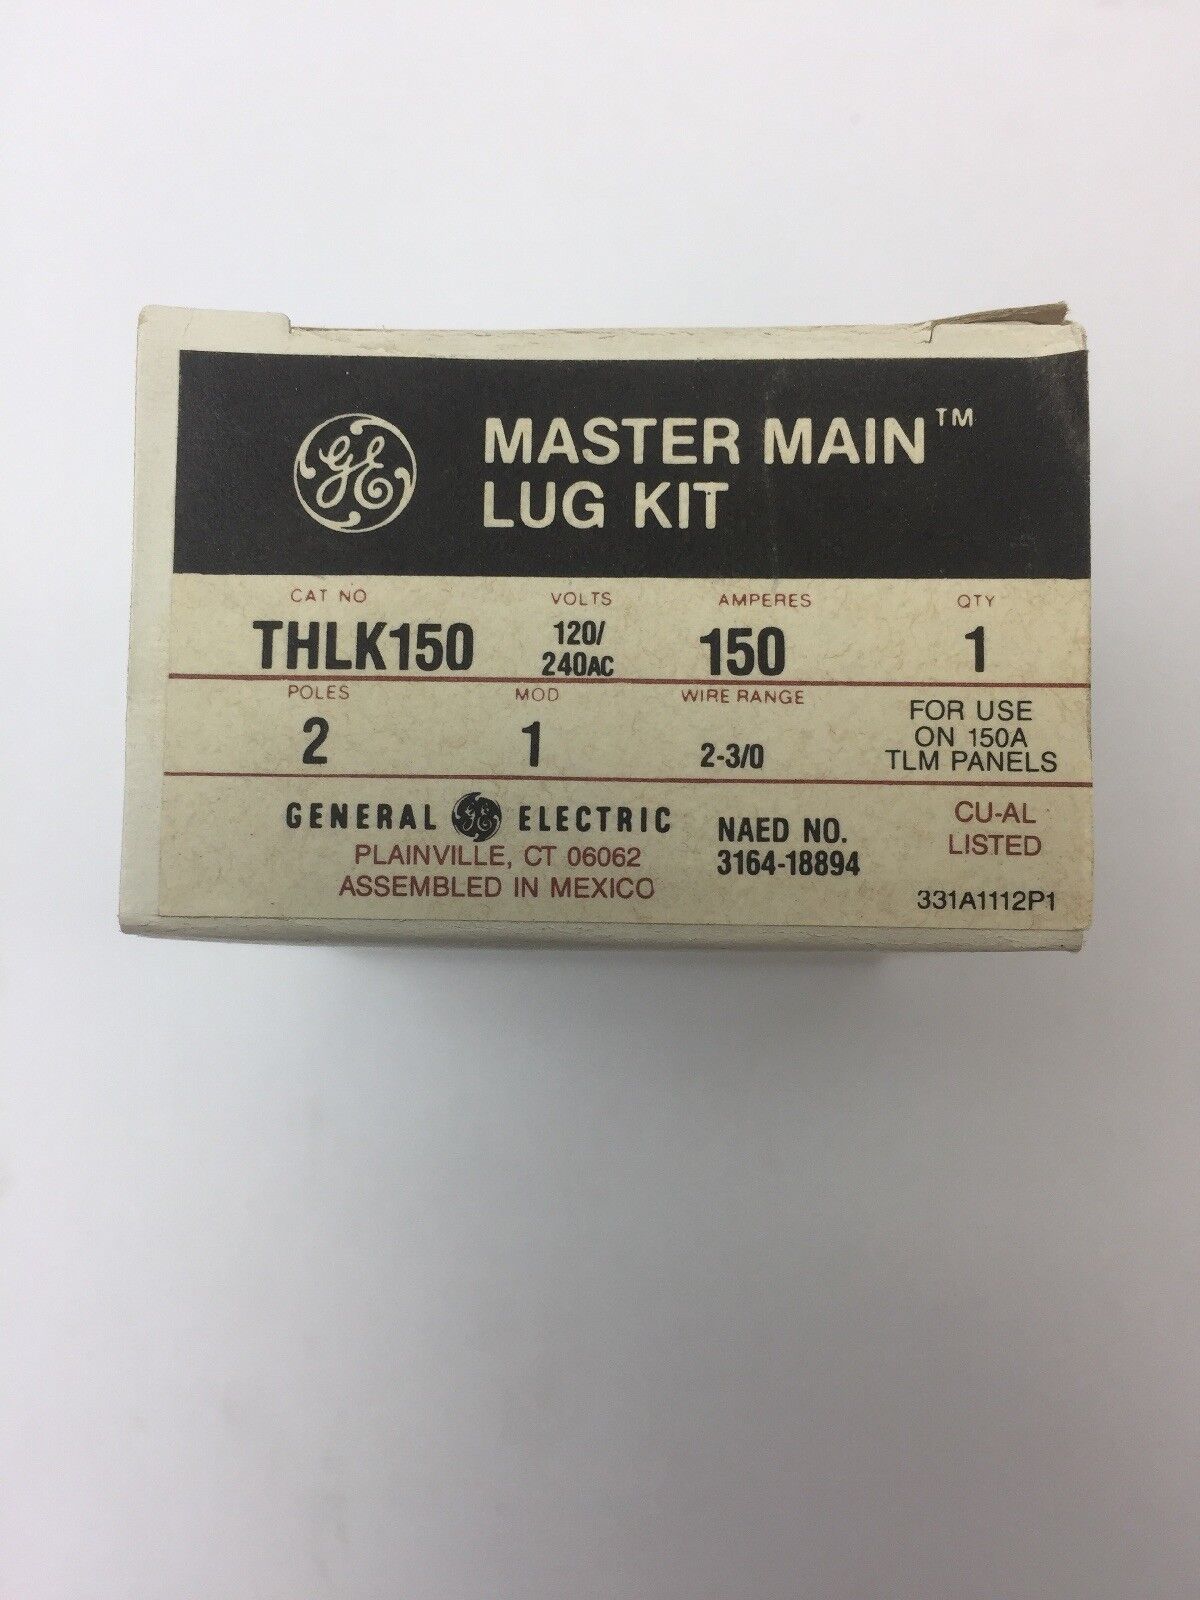 GE
MASTER MAIN™
LUG KIT
CAT NO VOLTS AMPERES QTY
THLK150 120/ 150 1
240AC
POLES MOD WIRE RANGE
2 1 2-3/0
FOR USE
ON 150A
TLM PANELS
GENERAL GE ELECTRIC
PLAINVILLE, CT 06062
ASSEMBLED IN MEXICO
NAED NO.
3164-18894
CU-AL
LISTED
331A1112P1